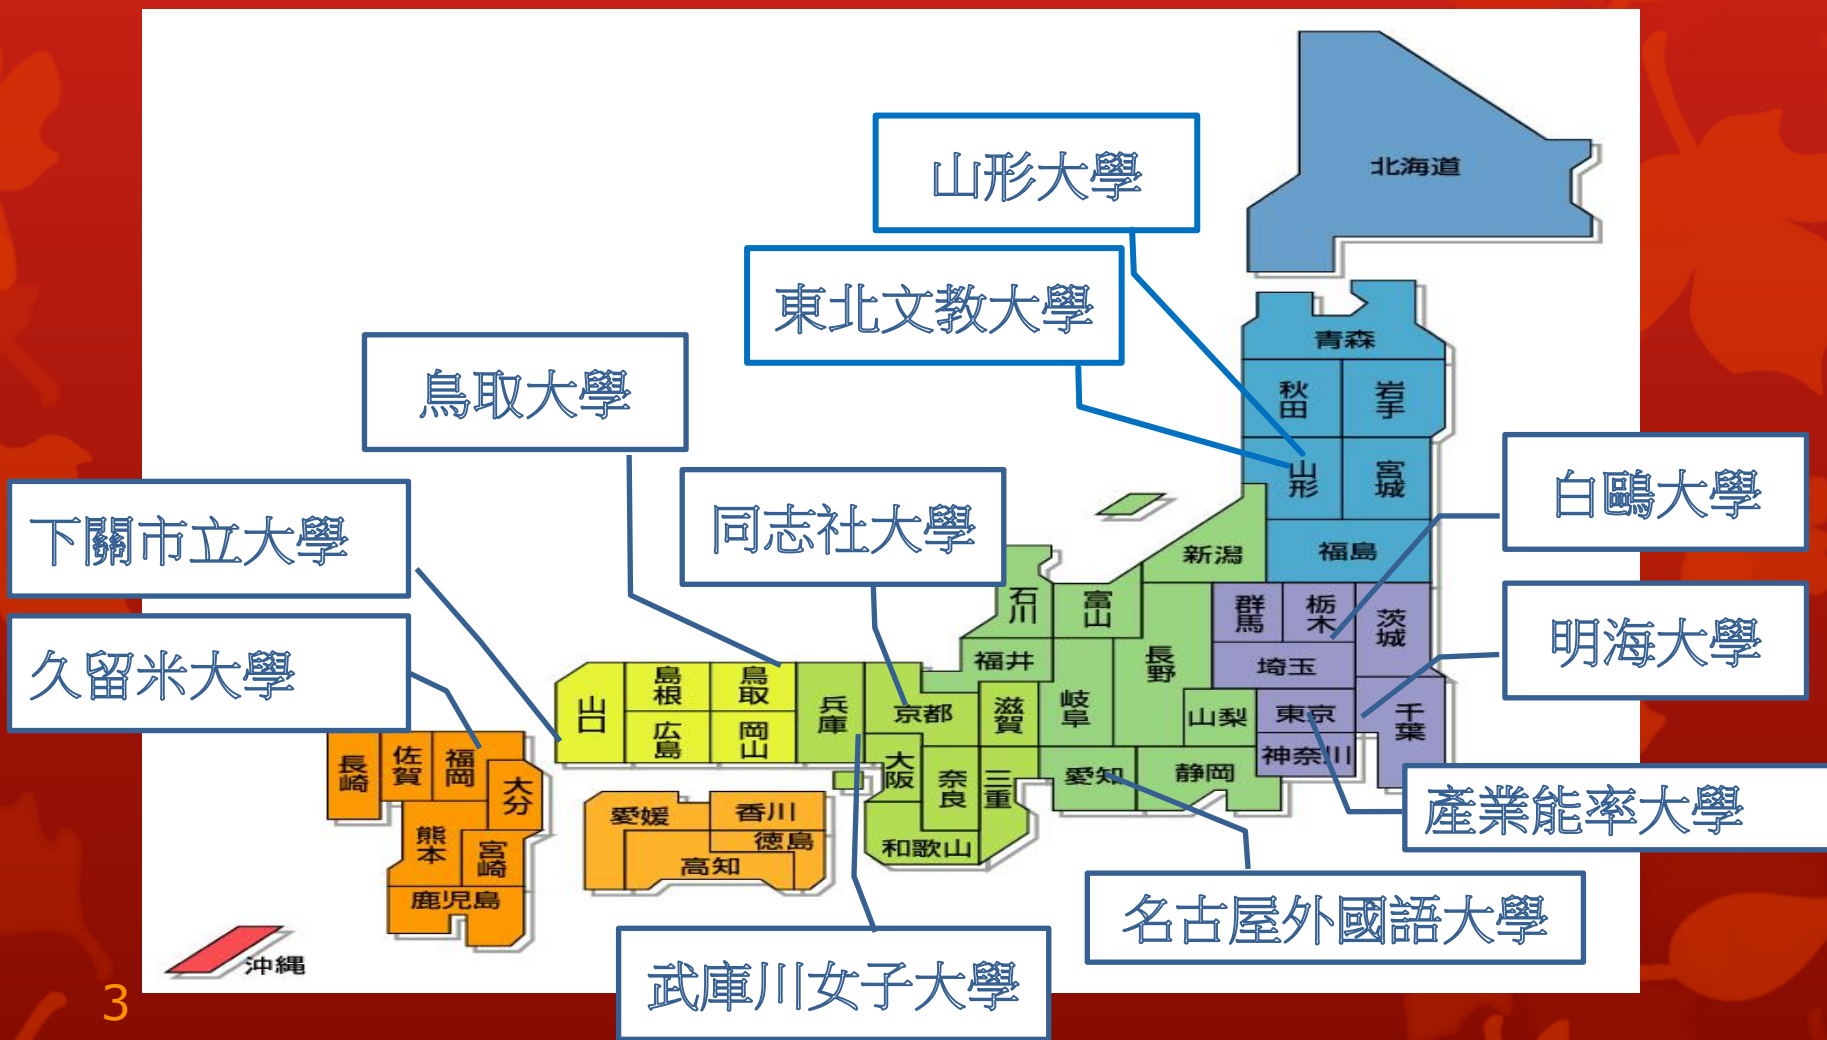 北海道
山形大學
東北文教大學
青森
秋田
岩手
鳥取大學
山形
宮城
白鷗大學
下關市立大學
同志社大學
新潟
福島
石川
富山
群馬
栃木
茨城
明海大學
久留米大學
福井
長野
埼玉
山口
島根
鳥取
兵庫
京都
滋賀
岐阜
山梨
東京
千葉
広島
岡山
神奈川
長崎
佐賀
福岡
大分
大阪
奈良
三重
愛知
静岡
產業能率大學
愛媛
香川
徳島
高知
和歌山
熊本
宮崎
鹿児島
名古屋外國語大學
沖縄
武庫川女子大學
3